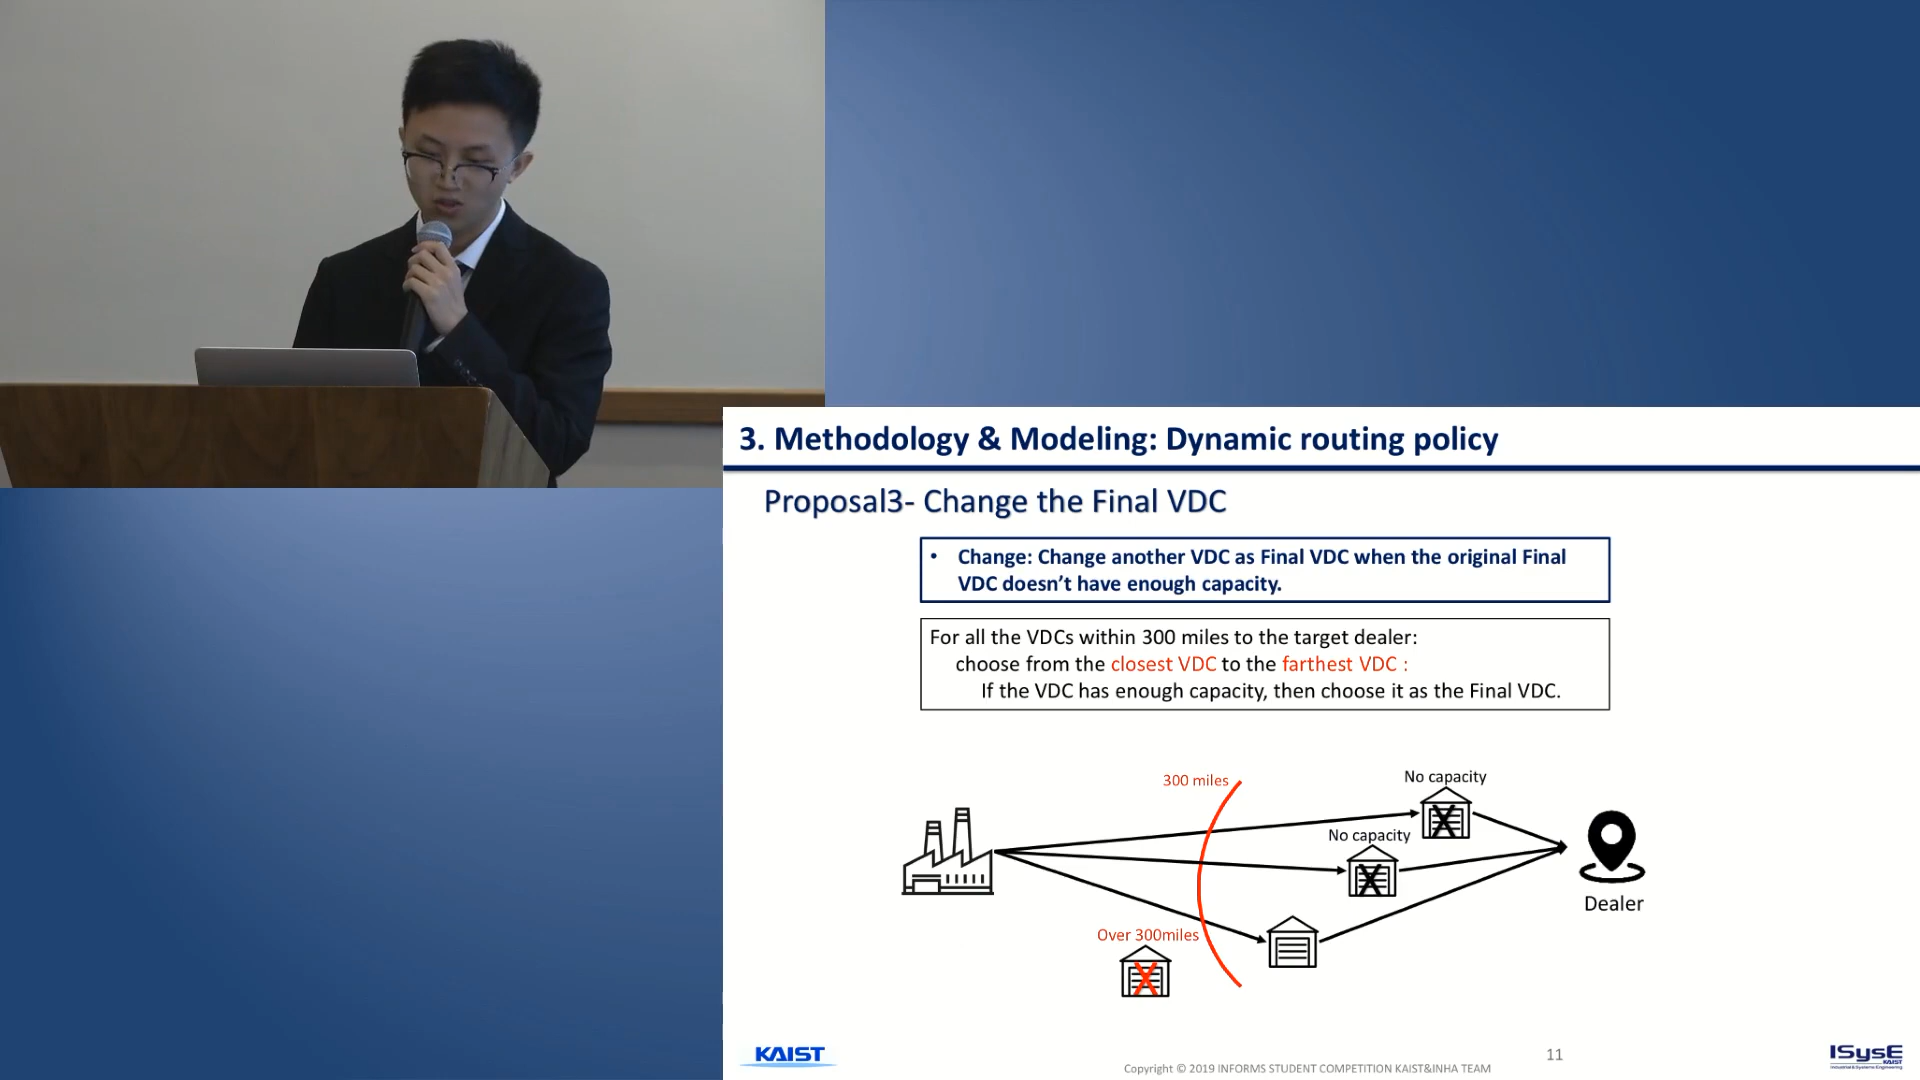 3. Methodology & Modeling: Dynamic routing policy
Proposal3- Change the Final VDC
• Change: Change another VDC as Final VDC when the original Final
VDC doesn't have enough capacity.
For all the VDCs within 300 miles to the target dealer:
choose from the closest VDC to the farthest VDC :
If the VDC has enough capacity, then choose it as the Final VDC.
No capacity
300 miles
No capacity
Dealer
Over 300miles
KAIST
Copyright © 2019 INFORMS STUDENT COMPETITION KAIST&INHA TEAM
11
ISysE
KAIST
Industrial & Systems Engineering